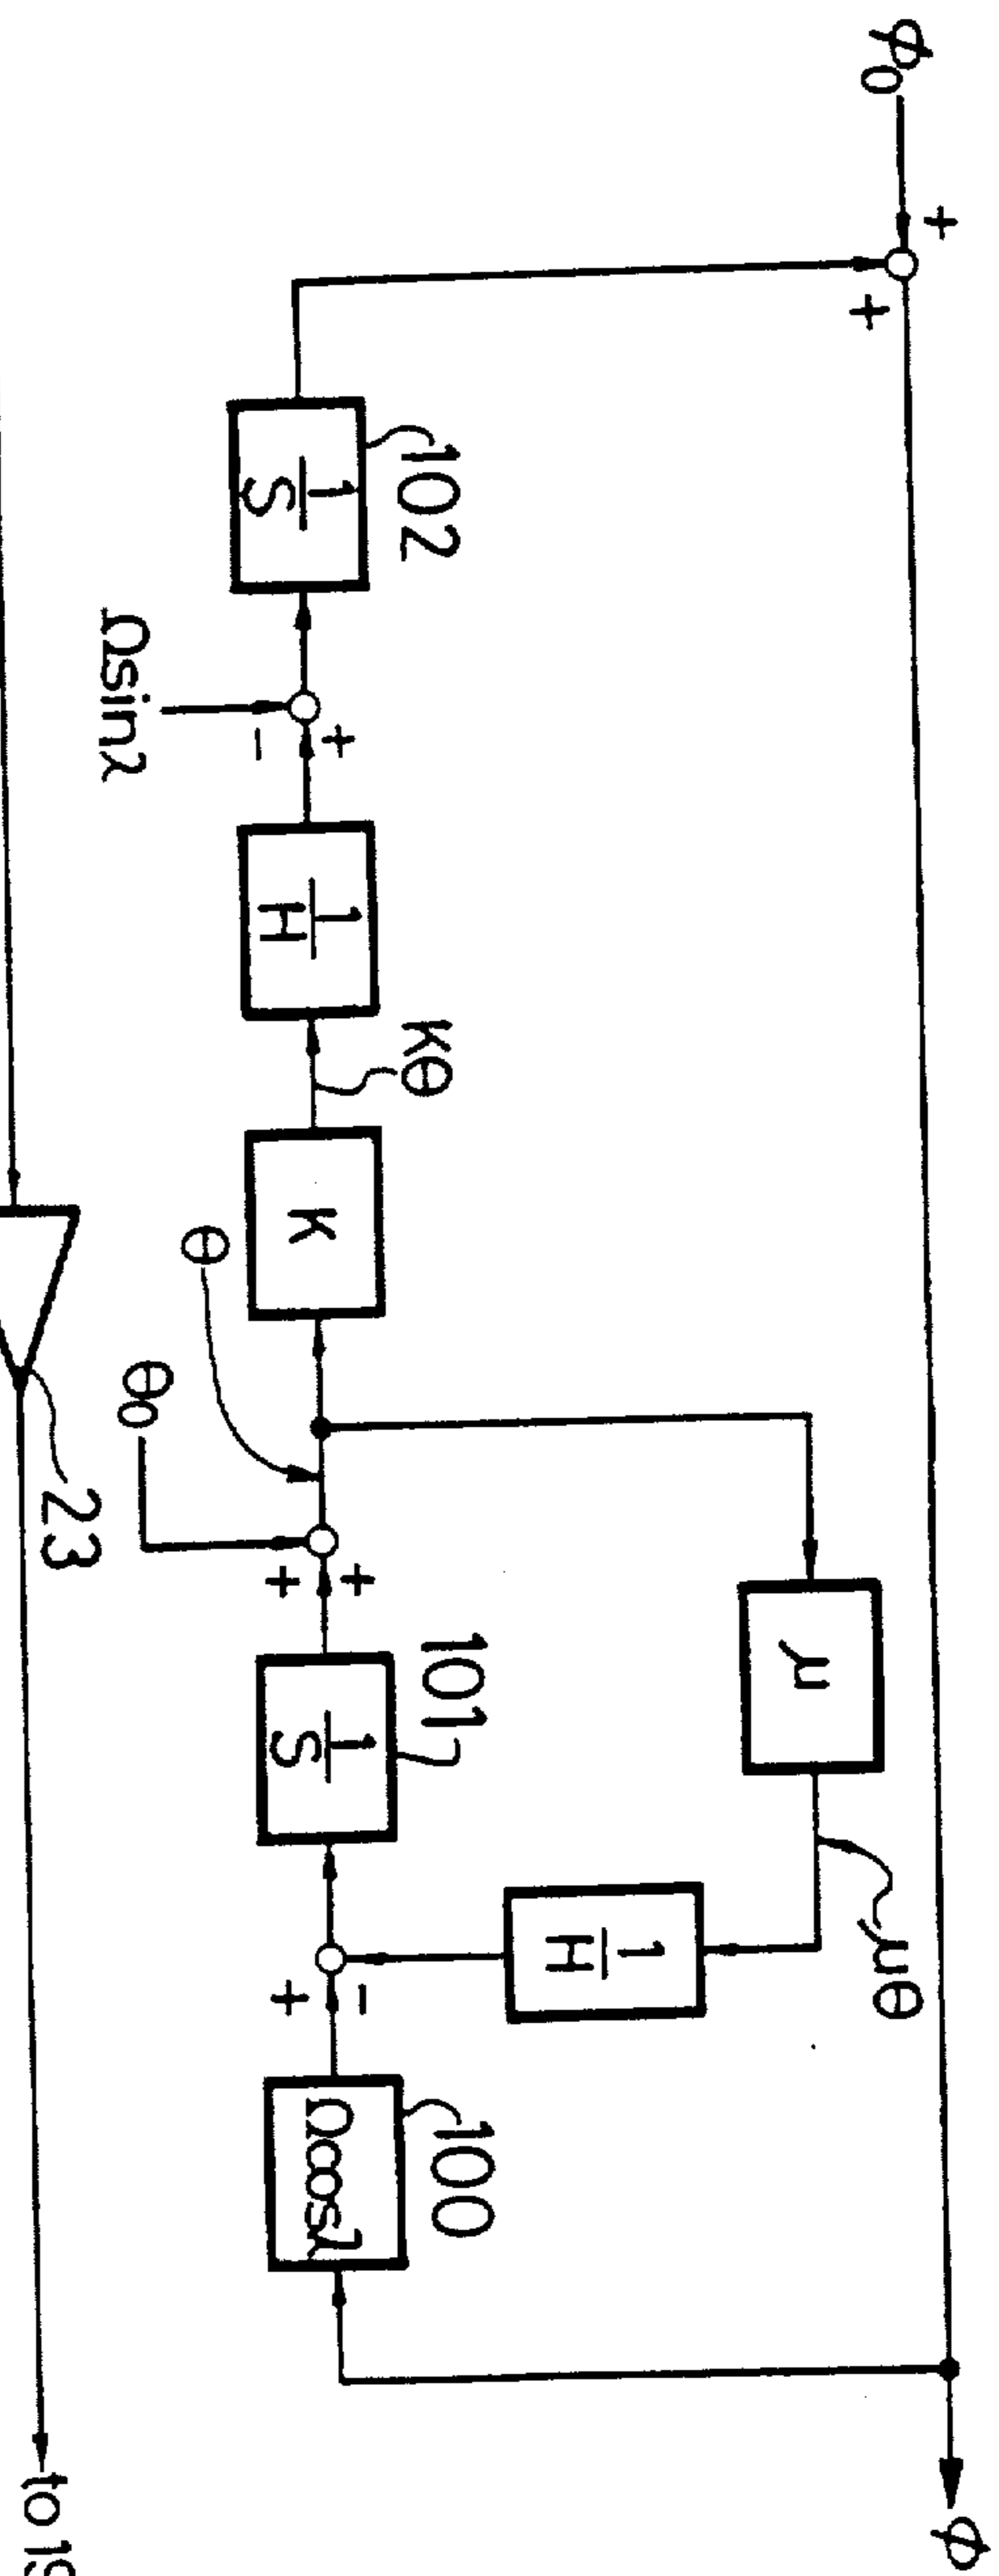 ϕ₀
+
+
ϕ
102
1/S
Ωsinλ
+
−
1/H
Kθ
K
θ
θ₀
+
+
101
1/S
μ
μθ
1/H
−
+
100
Ωcosλ
23
to 19